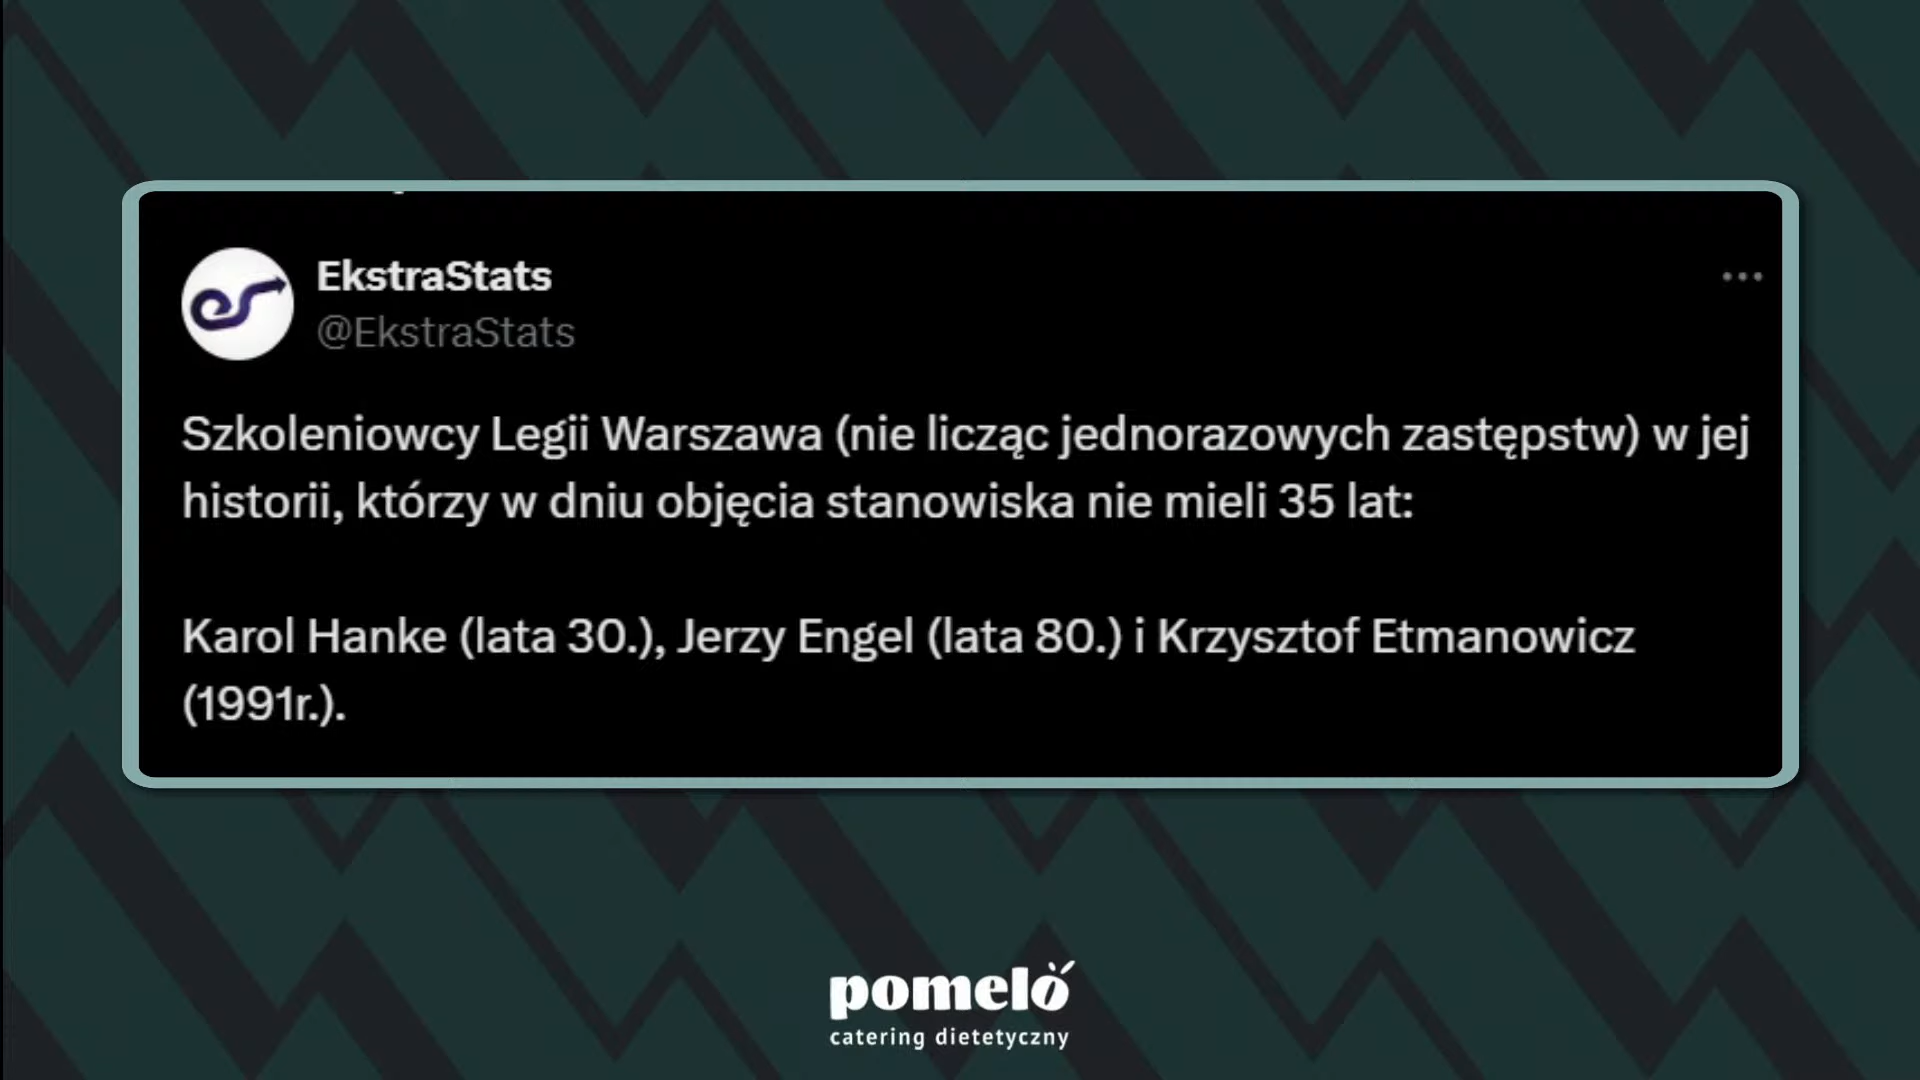 EkstraStats
@EkstraStats
Szkoleniowcy Legii Warszawa (nie licząc jednorazowych zastępstw) w jej
historii, którzy w dniu objęcia stanowiska nie mieli 35 lat:
Karol Hanke (lata 30.), Jerzy Engel (lata 80.) i Krzysztof Etmanowicz
(1991r.).
pomelo
catering dietetyczny